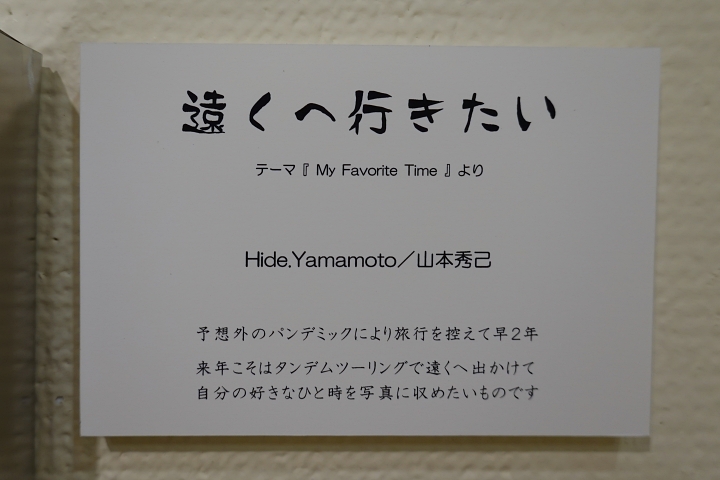 遠くへ行きたい
テーマ『 My Favorite Time 』より
Hide.Yamamoto／山本秀己
予想外のパンデミックにより旅行を控えて早2年
来年こそはタンデムツーリングで遠くへ出かけて
自分の好きなひと時を写真に収めたいものです